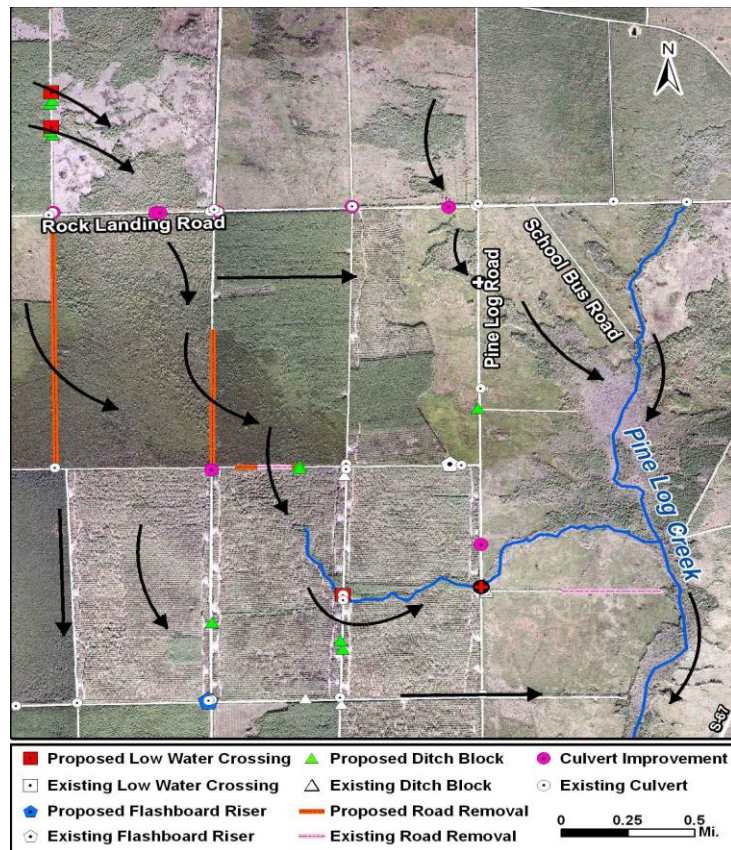 N
Rock Landing Road
Pine Log Road
School Bus Road
Pine Log Creek
S-67
Proposed Low Water Crossing
Existing Low Water Crossing
Proposed Flashboard Riser
Existing Flashboard Riser
Proposed Ditch Block
Existing Ditch Block
Proposed Road Removal
Existing Road Removal
Culvert Improvement
Existing Culvert
0 0.25 0.5
Mi.